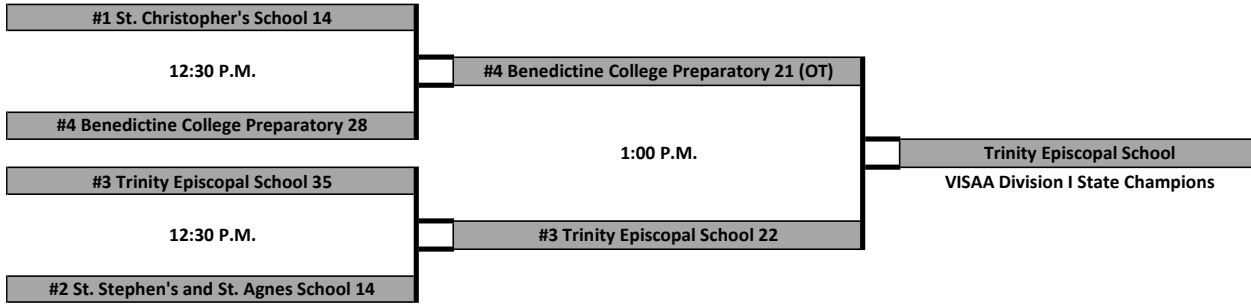 #1 St. Christopher's School 14
12:30 P.M.
#4 Benedictine College Preparatory 28
#3 Trinity Episcopal School 35
12:30 P.M.
#2 St. Stephen's and St. Agnes School 14
#4 Benedictine College Preparatory 21 (OT)
1:00 P.M.
#3 Trinity Episcopal School 22
Trinity Episcopal School
VISAA Division I State Champions